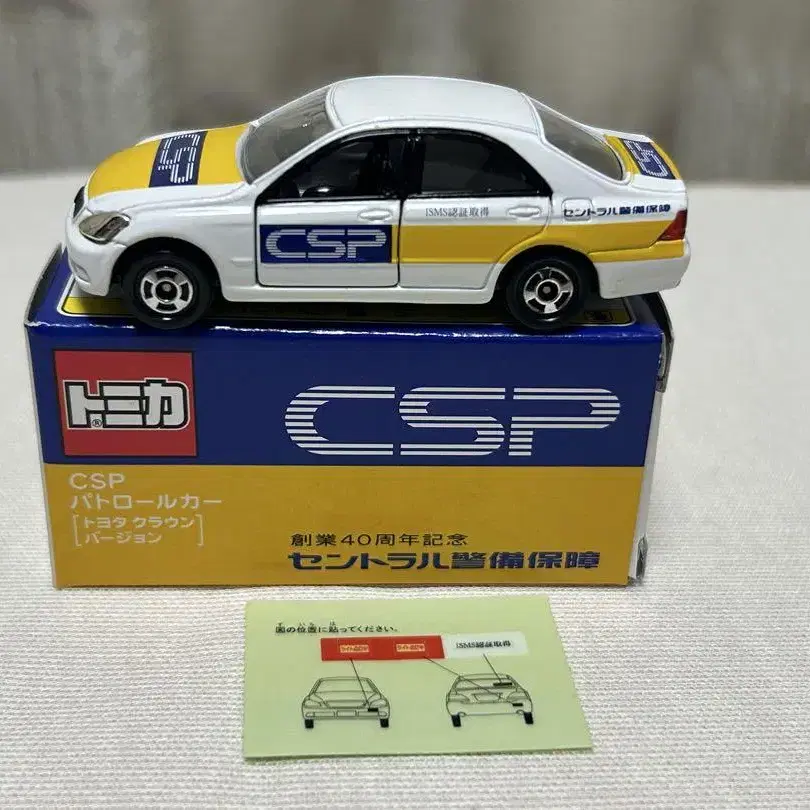 CSP
CSP
CSP
ISMS認証取得
セントラル警備保障
トミカ
®
CSP
CSP
パトロールカー
[トヨタ クラウン
バージョン]
創業40周年記念
セントラル警備保障
図の位置に貼ってください。
ISMS認証取得